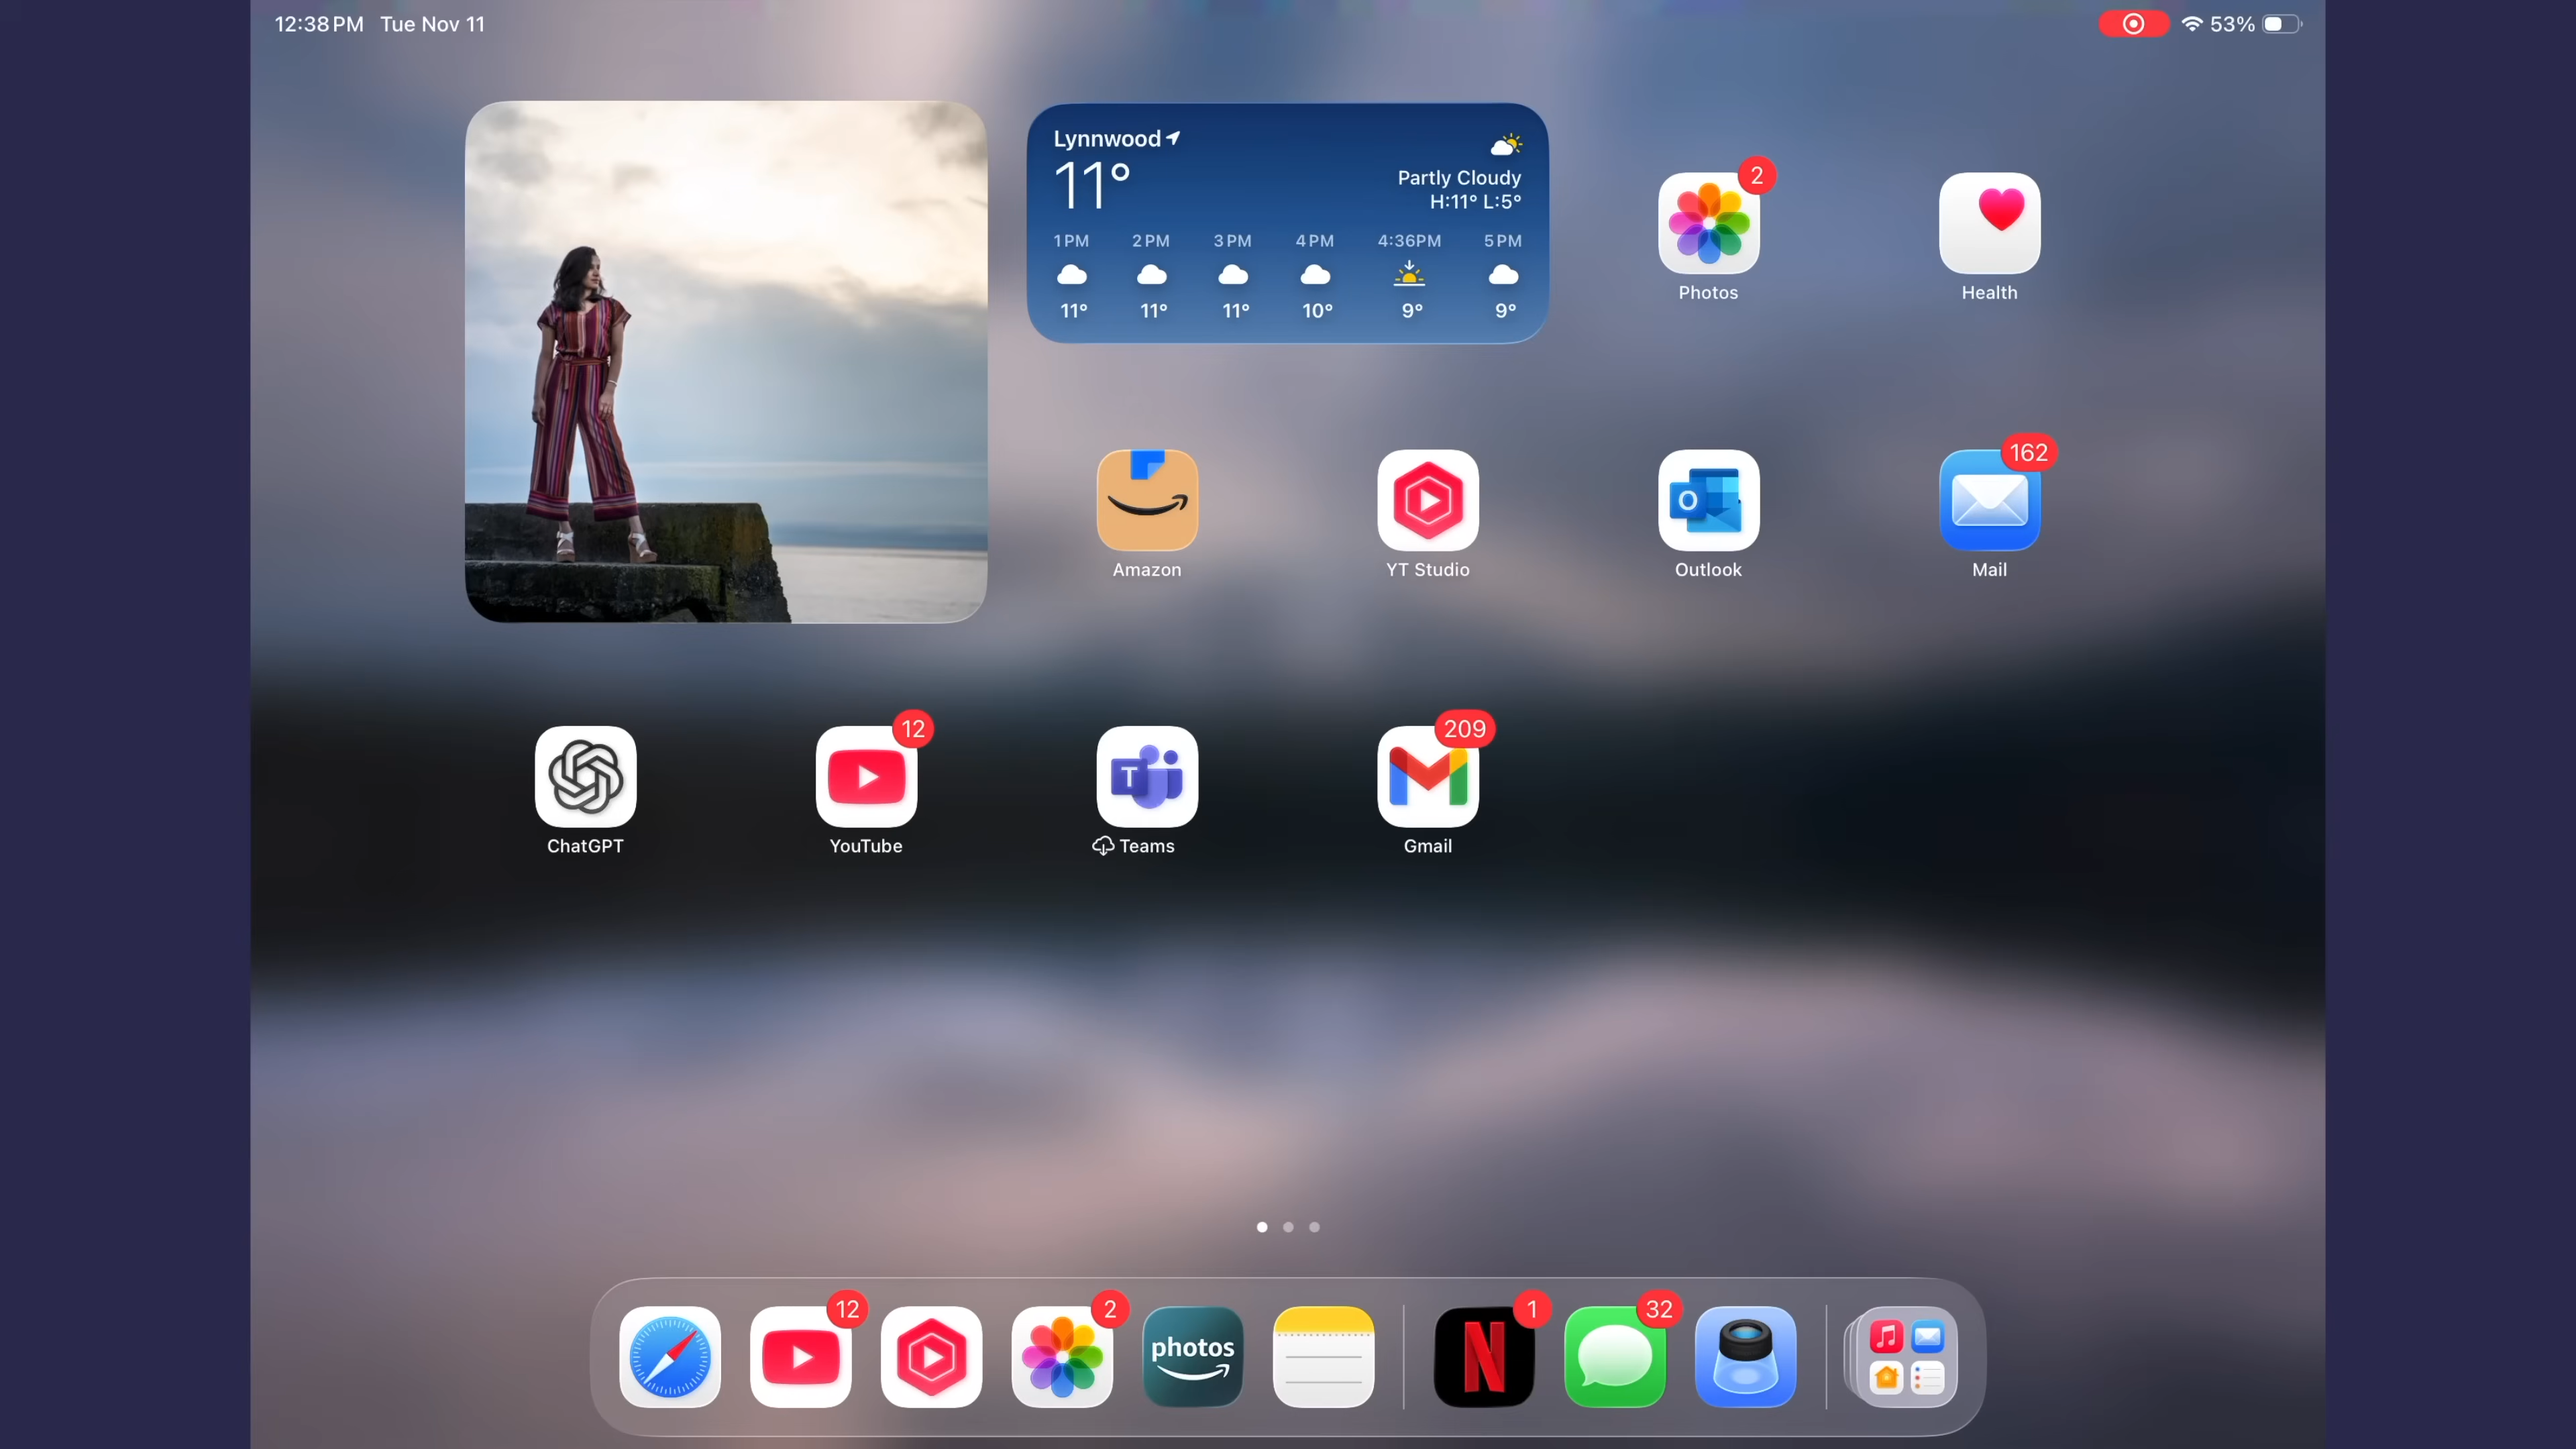 12:38 PM Tue Nov 11
53%
Lynnwood
11°
Partly Cloudy
H:11° L:5°
1 PM 2 PM 3 PM 4 PM 4:36PM 5 PM
11° 11° 11° 10° 9° 9°
2
Photos
Health
162
Amazon
YT Studio
O
Outlook
Mail
12
209
T
ChatGPT
YouTube
Teams
Gmail
12
2
1
32
photos
N